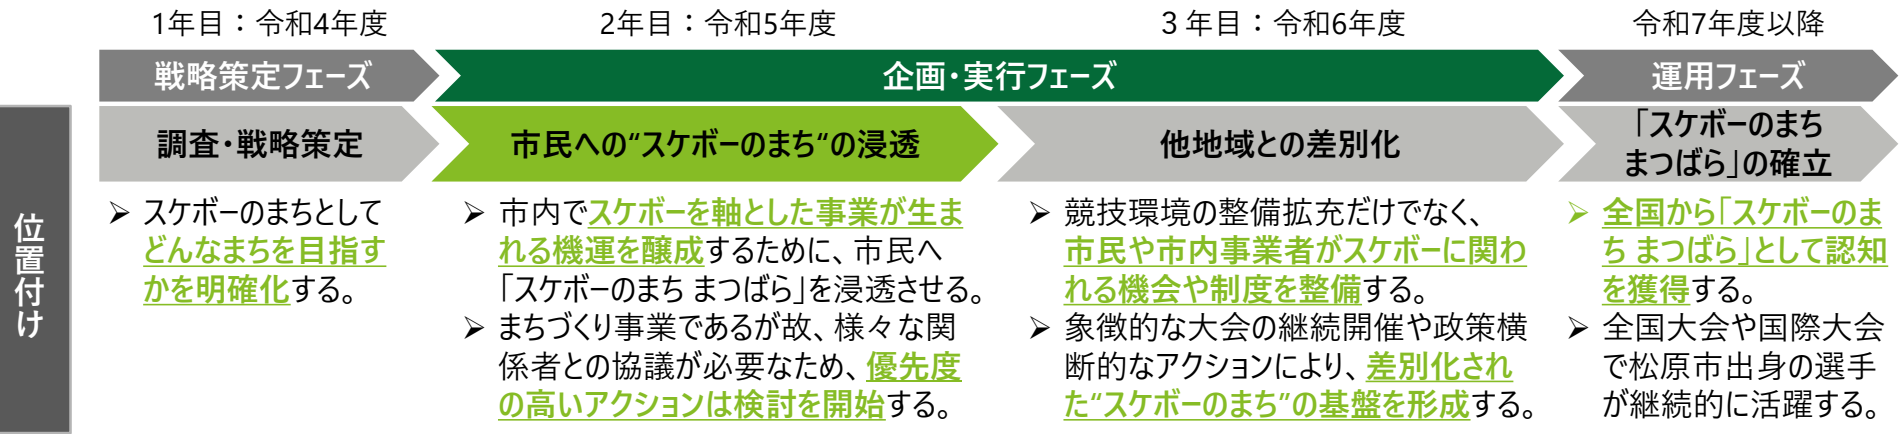 1年目：令和4年度
2年目：令和5年度
３年目：令和6年度
令和7年度以降
戦略策定フェーズ
企画・実行フェーズ
運用フェーズ
位置付け
調査・戦略策定
市民への“スケボーのまち“の浸透
他地域との差別化
「スケボーのまち
まつばら」の確立
➢ スケボーのまちとして
どんなまちを目指す
かを明確化する。
➢ 市内でスケボーを軸とした事業が生ま
れる機運を醸成するために、市民へ
「スケボーのまち まつばら」を浸透させる。
➢ まちづくり事業であるが故、様々な関
係者との協議が必要なため、優先度
の高いアクションは検討を開始する。
➢ 競技環境の整備拡充だけでなく、
市民や市内事業者がスケボーに関わ
れる機会や制度を整備する。
➢ 象徴的な大会の継続開催や政策横
断的なアクションにより、差別化され
た“スケボーのまち”の基盤を形成する。
➢ 全国から「スケボーのま
ち まつばら」として認知
を獲得する。
➢ 全国大会や国際大会
で松原市出身の選手
が継続的に活躍する。